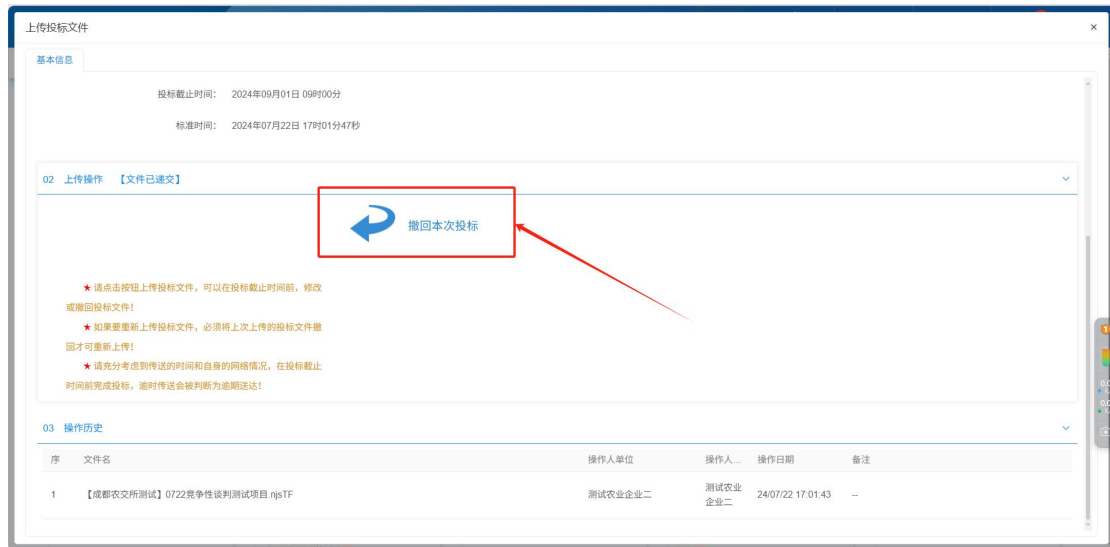 上传投标文件
×
基本信息
投标截止时间： 2024年09月01日 09时00分
标准时间： 2024年07月22日 17时01分47秒
02 上传操作 【文件已递交】
撤回本次投标
★ 请点击按钮上传投标文件，可以在投标截止时间前，修改
或撤回投标文件！
★ 如果要重新上传投标文件，必须将上次上传的投标文件撤
回才可重新上传！
★ 请充分考虑到传送的时间和自身的网络情况，在投标截止
时间前完成投标，逾时传送会被判断为逾期送达！
03 操作历史
序 文件名 操作人单位 操作人... 操作日期 备注
1 【成都农交所测试】0722竞争性谈判测试项目.njsTF 测试农业企业二 测试农业 24/07/22 17:01:43 --
企业二